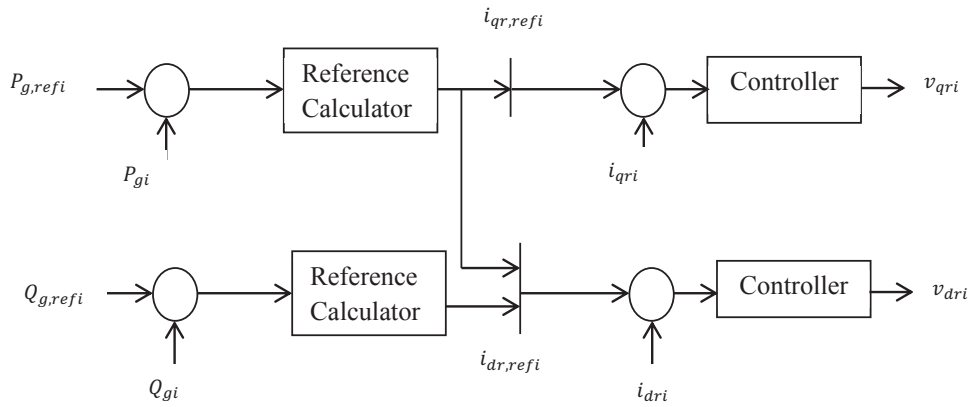 i_{qr,refi}
P_{g,refi}
Reference
Calculator
Controller
v_{qri}
P_{gi}
i_{qri}
Q_{g,refi}
Reference
Calculator
Controller
v_{dri}
i_{dr,refi}
Q_{gi}
i_{dri}